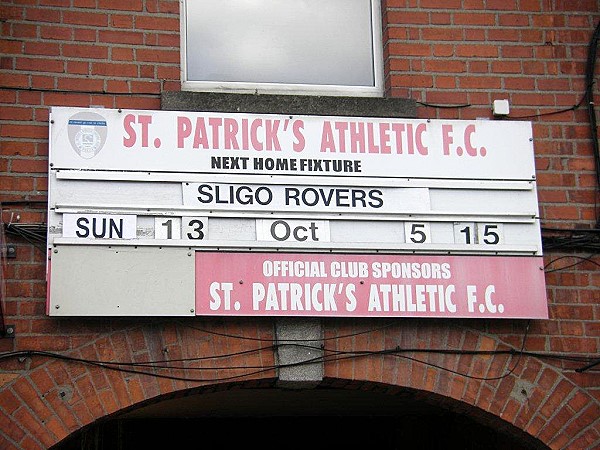 ST. PATRICK'S ATHLETIC F.C.
NEXT HOME FIXTURE
SLIGO ROVERS
SUN 13 Oct 5 15
OFFICIAL CLUB SPONSORS
ST. PATRICK'S ATHLETIC F.C.